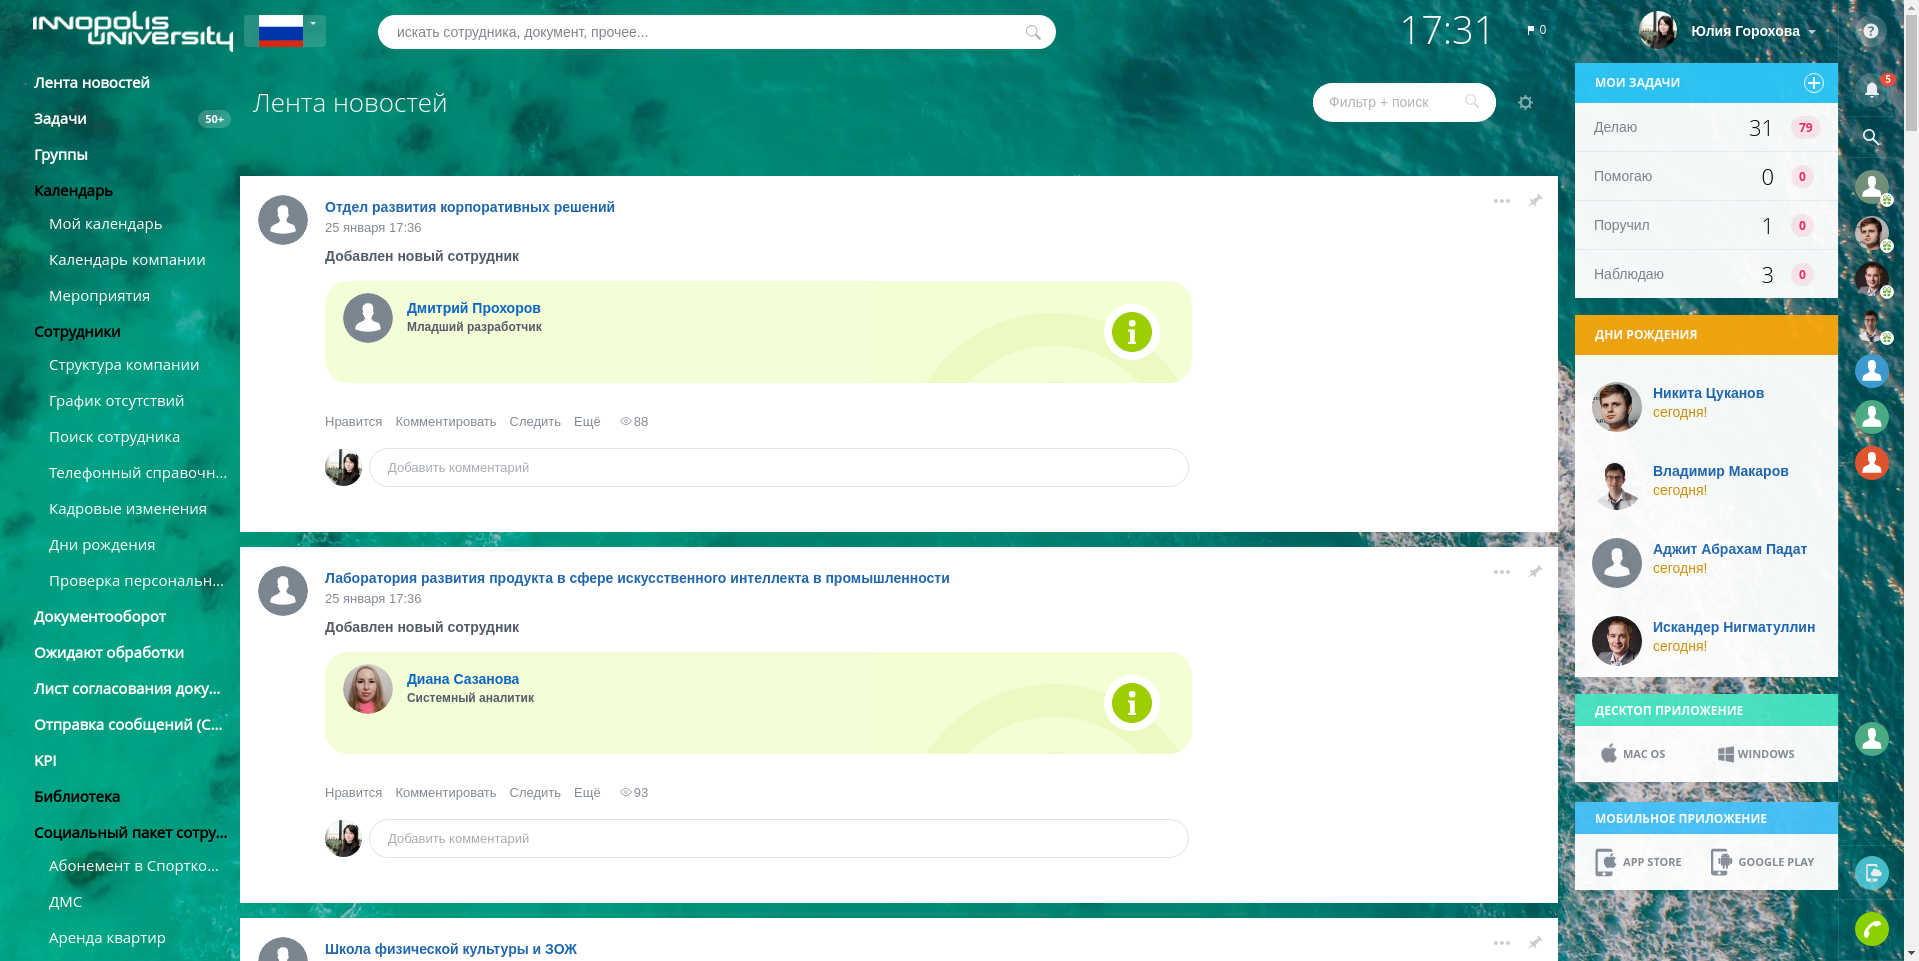 INNOPOLIS
UNIVERSITY
искать сотрудника, документ, прочее...
17:31
0
Юлия Горохова
Лента новостей
Задачи 50+
Группы
Календарь
Мой календарь
Календарь компании
Мероприятия
Сотрудники
Структура компании
График отсутствий
Поиск сотрудника
Телефонный справочн...
Кадровые изменения
Дни рождения
Проверка персональн...
Документооборот
Ожидают обработки
Лист согласования доку...
Отправка сообщений (С...
KPI
Библиотека
Социальный пакет сотру...
Абонемент в Спортко...
ДМС
Аренда квартир
Лента новостей
Фильтр + поиск
Отдел развития корпоративных решений
25 января 17:36
Добавлен новый сотрудник
Дмитрий Прохоров
Младший разработчик
Нравится Комментировать Следить Ещё 88
Добавить комментарий
Лаборатория развития продукта в сфере искусственного интеллекта в промышленности
25 января 17:36
Добавлен новый сотрудник
Диана Сазанова
Системный аналитик
Нравится Комментировать Следить Ещё 93
Добавить комментарий
Школа физической культуры и ЗОЖ
МОИ ЗАДАЧИ
Делаю 31 79
Помогаю 0 0
Поручил 1 0
Наблюдаю 3 0
ДНИ РОЖДЕНИЯ
Никита Цуканов
сегодня!
Владимир Макаров
сегодня!
Аджит Абрахам Падат
сегодня!
Искандер Нигматуллин
сегодня!
ДЕСКТОП ПРИЛОЖЕНИЕ
MAC OS WINDOWS
МОБИЛЬНОЕ ПРИЛОЖЕНИЕ
APP STORE GOOGLE PLAY
?
5